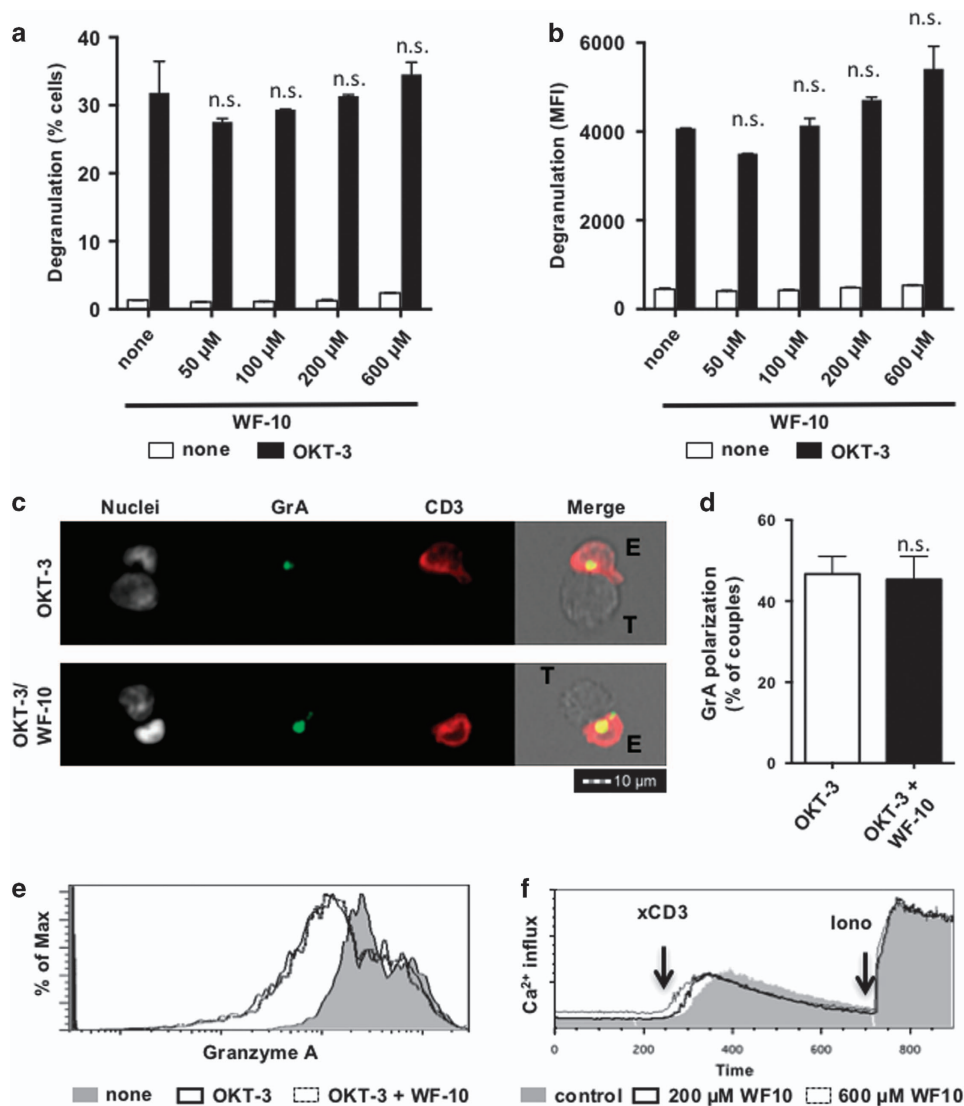 a
Degranulation (% cells)
40
30
20
10
0
n.s.
n.s.
n.s.
n.s.
none
50 µM
100 µM
200 µM
600 µM
WF-10
none
OKT-3
b
Degranulation (MFI)
6000
4000
2000
0
n.s.
n.s.
n.s.
n.s.
none
50 µM
100 µM
200 µM
600 µM
WF-10
none
OKT-3
c
Nuclei
GrA
CD3
Merge
OKT-3
E
T
OKT-3/
WF-10
T
E
10 µm
d
GrA polarization
(% of couples)
60
40
20
0
n.s.
OKT-3
OKT-3 +
WF-10
e
% of Max
Granzyme A
none
OKT-3
OKT-3 + WF-10
f
Ca²⁺ influx
xCD3
Iono
0
200
400
600
800
Time
control
200 µM WF10
600 µM WF10